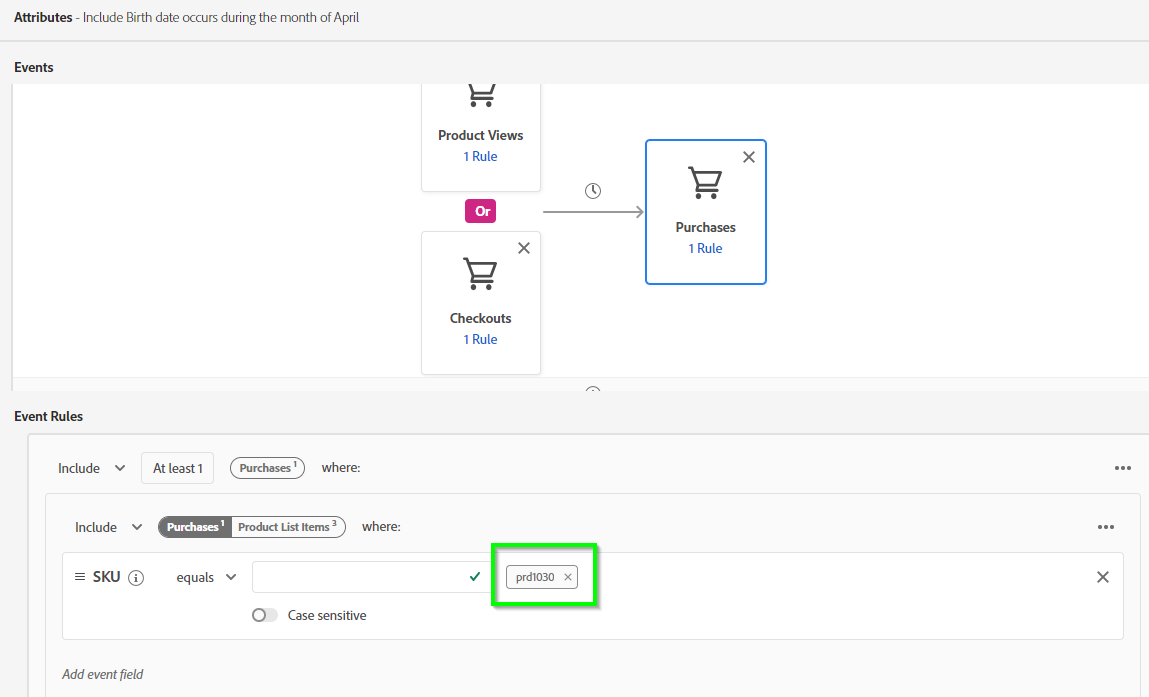 Attributes - Include Birth date occurs during the month of April
Events
Product Views
1 Rule
Or
Checkouts
1 Rule
Purchases
1 Rule
Event Rules
Include At least 1 Purchases 1 where:
Include Purchases 1 Product List Items 3 where:
SKU equals prd1030
Case sensitive
Add event field